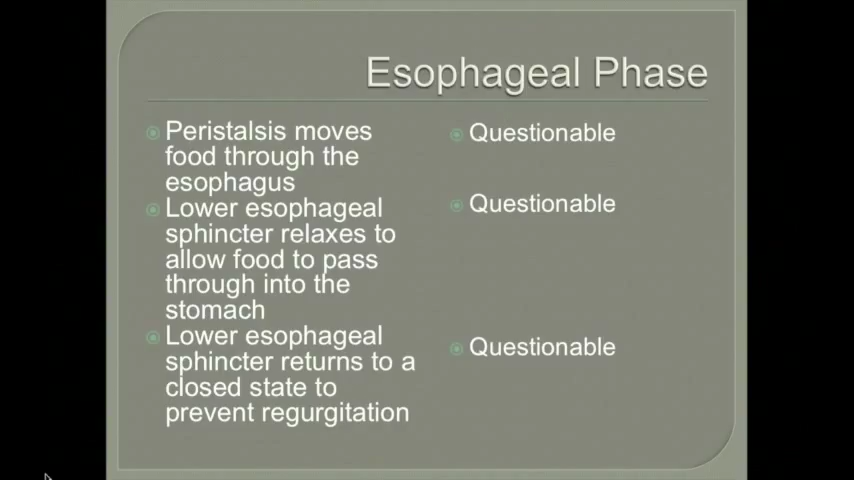 Esophageal Phase
Peristalsis moves
food through the
esophagus
Lower esophageal
sphincter relaxes to
allow food to pass
through into the
stomach
Lower esophageal
sphincter returns to a
closed state to
prevent regurgitation
Questionable
Questionable
Questionable